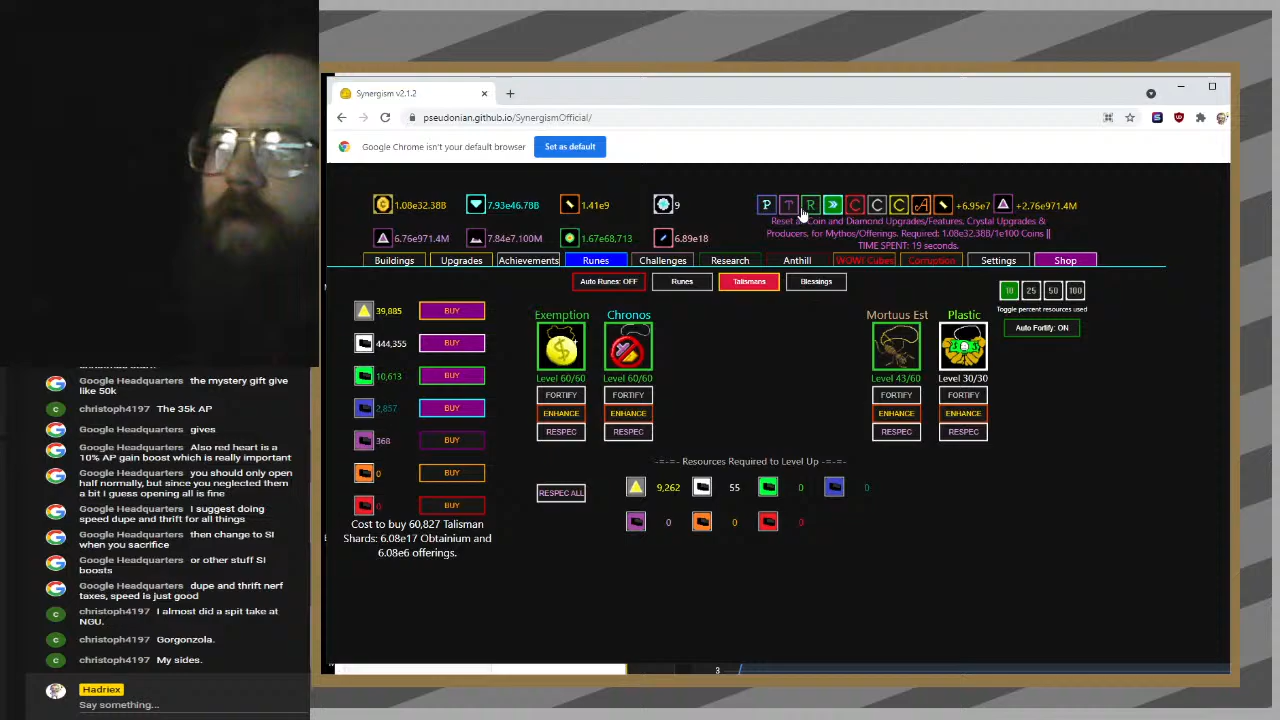 Synergism v2.1.2
pseudonian.github.io/SynergismOfficial/
Google Chrome isn't your default browser
Set as default
1.08e32.38B
7.93e46.78B
1.41e9
9
P T R C C C A +6.95e7 +2.76e971.4M
6.76e971.4M
7.84e7.100M
1.67e68,713
6.89e18
Reset all Coin and Diamond Upgrades/Features, Crystal Upgrades &
Producers, for Mythos/Offerings. Required: 1.08e32.38B/1e100 Coins ||
TIME SPENT: 19 seconds.
Buildings Upgrades Achievements Runes Challenges Research Anthill WOW! Cubes Corruption Settings Shop
Auto Runes: OFF Runes Talismans Blessings
10 25 50 100
Toggle percent resources used
Auto Fortify: ON
39,885 BUY
444,355 BUY
10,613 BUY
2,857 BUY
368 BUY
0 BUY
0 BUY
Cost to buy 60,827 Talisman
Shards: 6.08e17 Obtainium and
6.08e6 offerings.
Exemption Chronos Mortuus Est Plastic
Level 60/60 Level 60/60 Level 43/60 Level 30/30
FORTIFY FORTIFY FORTIFY FORTIFY
ENHANCE ENHANCE ENHANCE ENHANCE
RESPEC RESPEC RESPEC RESPEC
-=-=- Resources Required to Level Up -=-=-
RESPEC ALL
9,262 55 0 0
0 0 0
3
Google Headquarters the mystery gift give
like 50k
christoph4197 The 35k AP
Google Headquarters gives
Google Headquarters Also red heart is a
10% AP gain boost which is really important
Google Headquarters you should only open
half normally, but since you neglected them
a bit I guess opening all is fine
Google Headquarters I suggest doing
speed dupe and thrift for all things
Google Headquarters then change to SI
when you sacrifice
Google Headquarters or other stuff SI
boosts
Google Headquarters dupe and thrift nerf
taxes, speed is just good
christoph4197 I almost did a spit take at
NGU.
christoph4197 Gorgonzola.
christoph4197 My sides.
Hadriex
Say something...